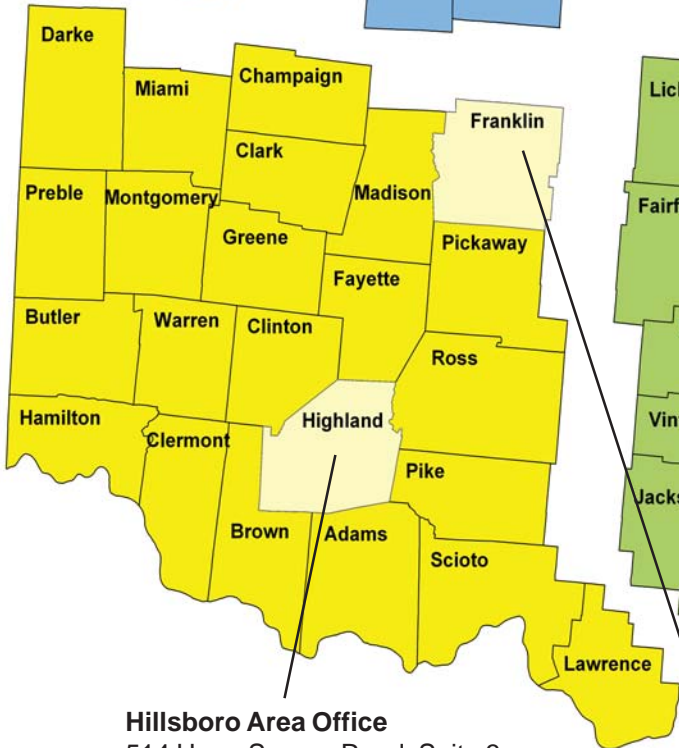 Darke
Miami
Champaign
Franklin
Clark
Preble
Montgomery
Madison
Greene
Pickaway
Fayette
Butler
Warren
Clinton
Ross
Highland
Hamilton
Clermont
Pike
Brown
Adams
Scioto
Lawrence
Hillsboro Area Office